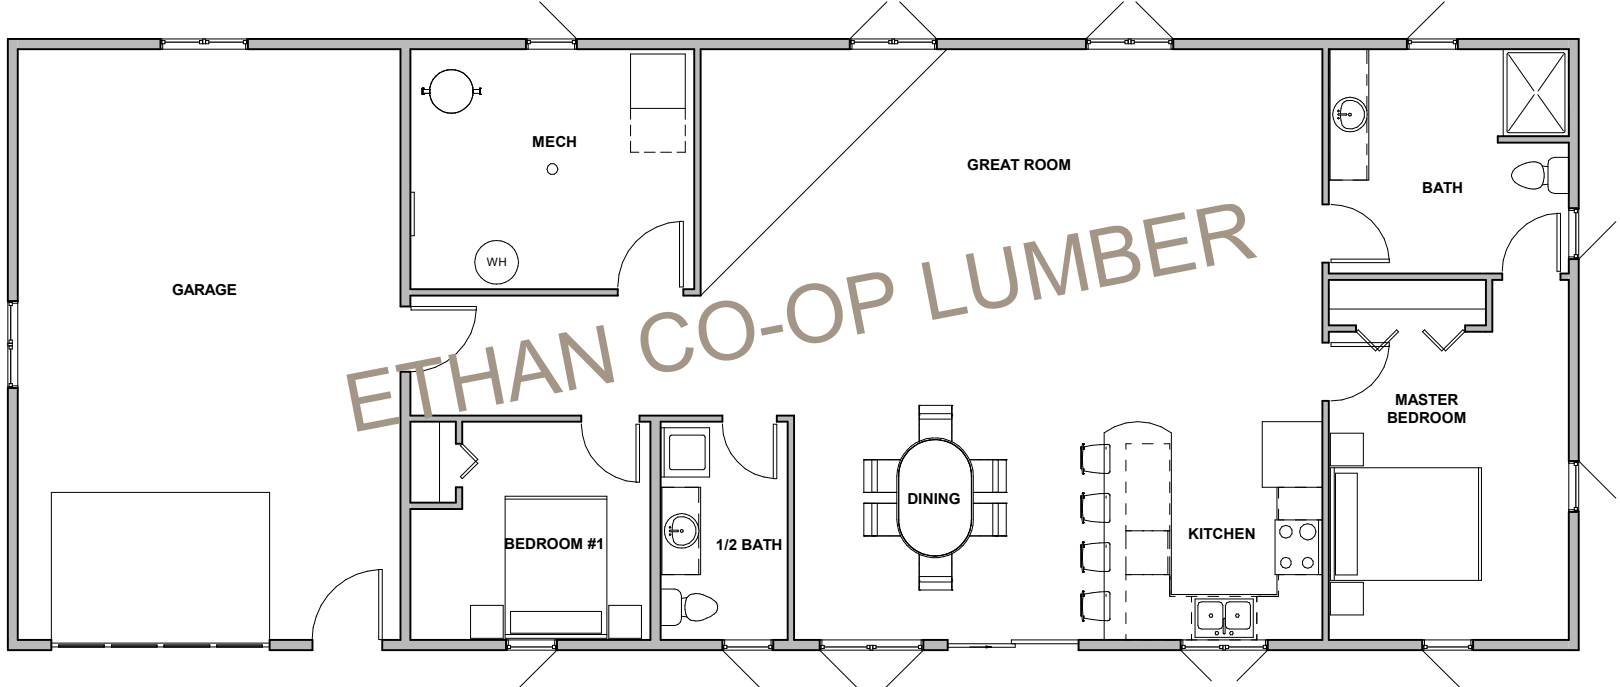 MECH
GREAT ROOM
BATH
WH
GARAGE
ETHAN CO-OP LUMBER
MASTER
BEDROOM
DINING
KITCHEN
BEDROOM #1
1/2 BATH